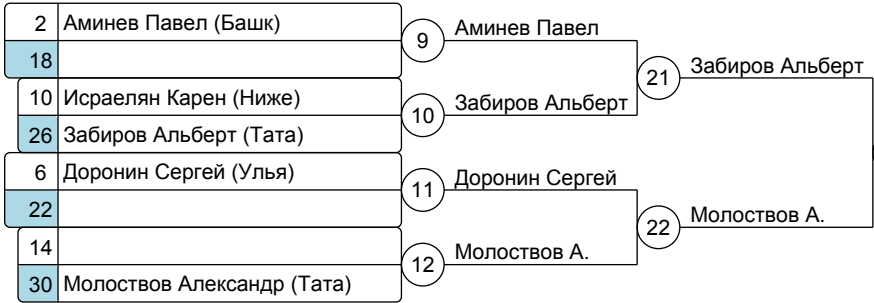 2 Аминев Павел (Башк)
18
9 Аминев Павел
10 Исраелян Карен (Ниже)
26 Забиров Альберт (Тата)
10 Забиров Альберт
21 Забиров Альберт
6 Доронин Сергей (Улья)
22
11 Доронин Сергей
14
30 Молоствов Александр (Тата)
12 Молоствов А.
22 Молоствов А.